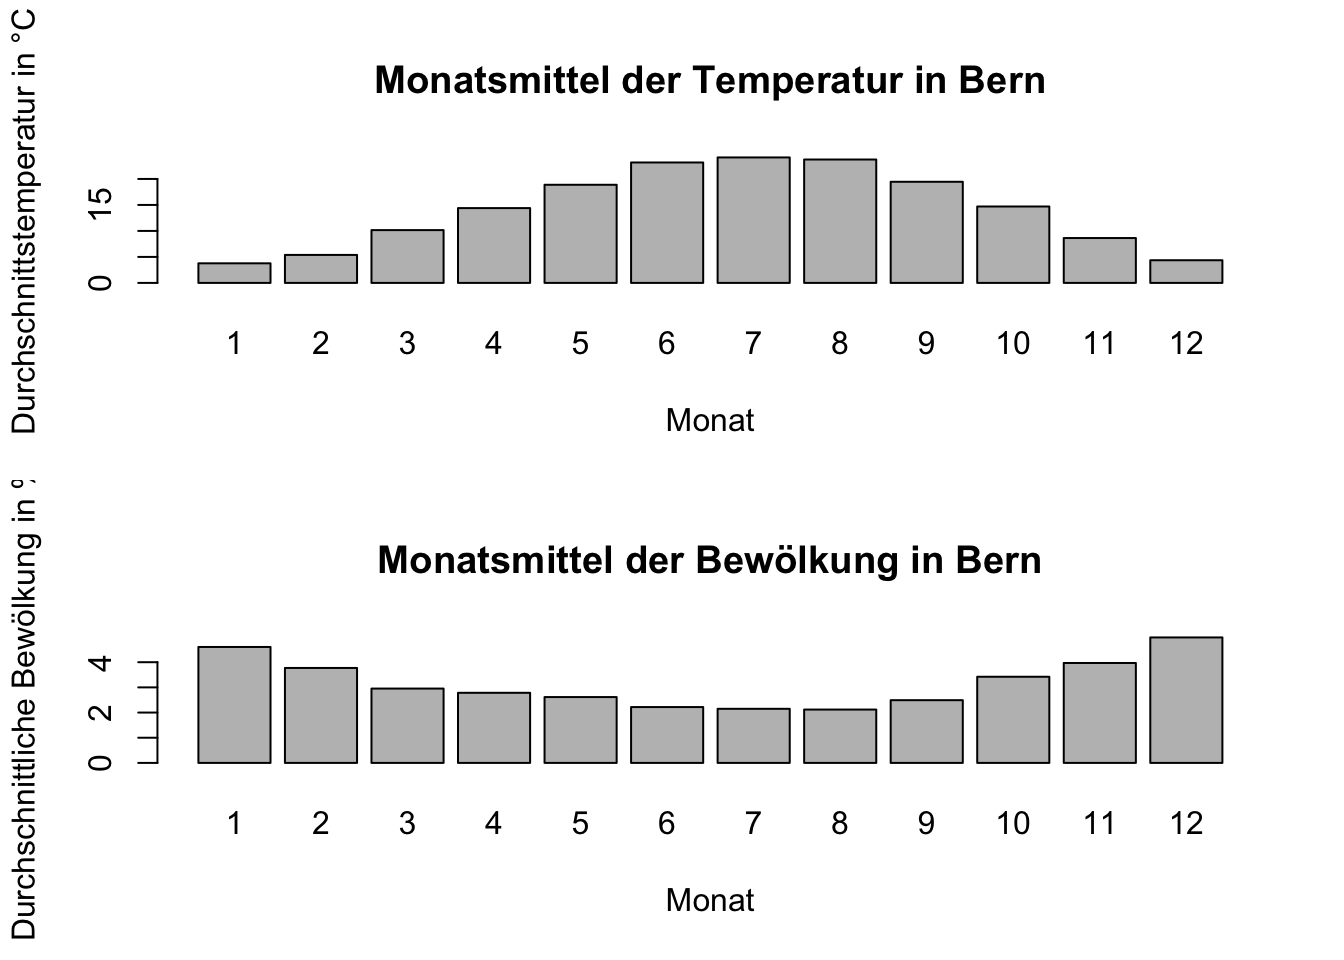 Monatsmittel der Temperatur in Bern
Durchschnittstemperatur in °C
15
0
1 2 3 4 5 6 7 8 9 10 11 12
Monat
Monatsmittel der Bewölkung in Bern
Durchschnittliche Bewölkung in
4
2
0
1 2 3 4 5 6 7 8 9 10 11 12
Monat